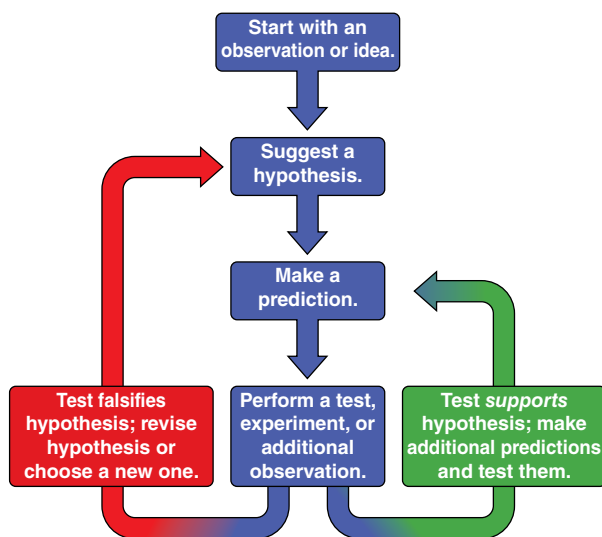 Start with an
observation or idea.
Suggest a
hypothesis.
Make a
prediction.
Test falsifies
hypothesis; revise
hypothesis or
choose a new one.
Perform a test,
experiment, or
additional
observation.
Test supports
hypothesis; make
additional predictions
and test them.